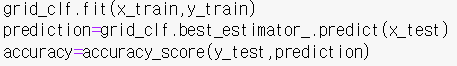 grid_clf.fit(x_train,y_train)
prediction=grid_clf.best_estimator_.predict(x_test)
accuracy=accuracy_score(y_test,prediction)